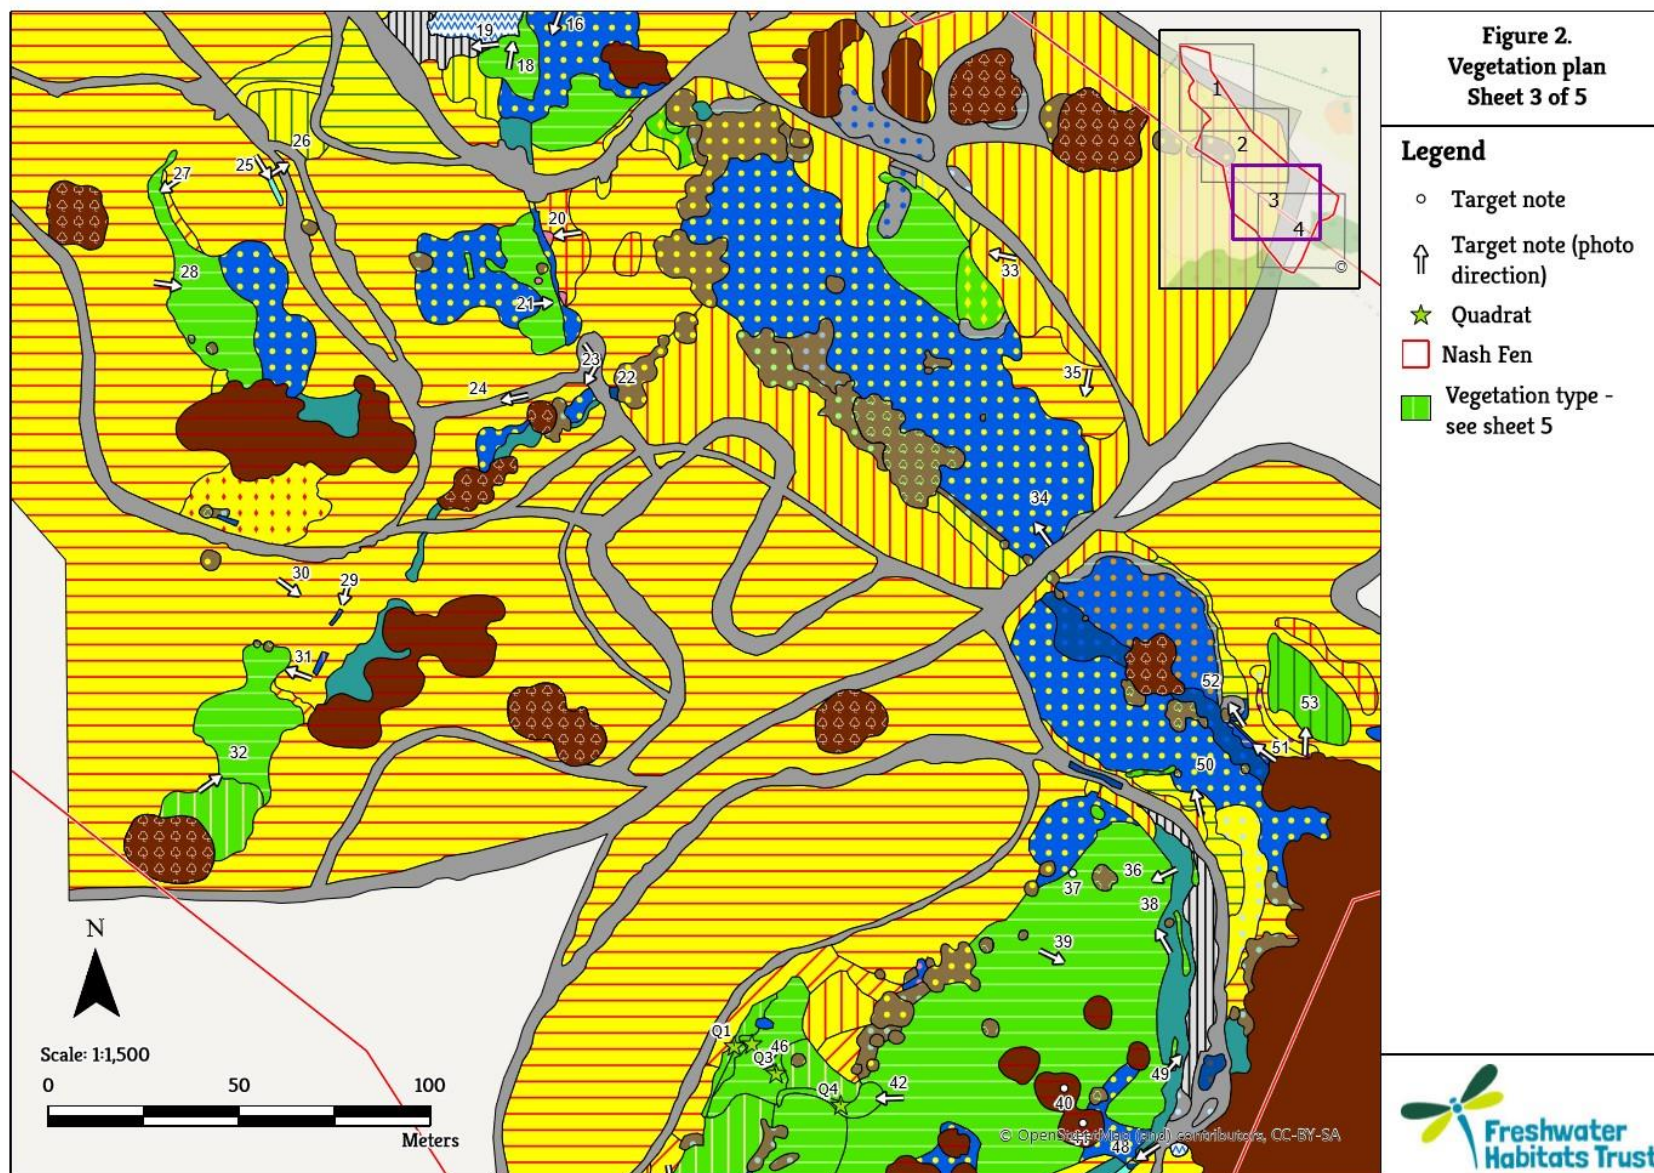 Figure 2.
Vegetation plan
Sheet 3 of 5
Legend
Target note
Target note (photo
direction)
Quadrat
Nash Fen
Vegetation type -
see sheet 5
1
2
3
4
©
19
16
18
26
25
27
20
28
33
21
23
22
35
24
34
30
29
31
52
53
32
51
50
36
37
38
39
Q1
46
Q3
Q4
42
49
40
48
N
Scale: 1:1,500
0 50 100
Meters
© OpenStreetMap (and) contributors, CC-BY-SA
Freshwater
Habitats Trust